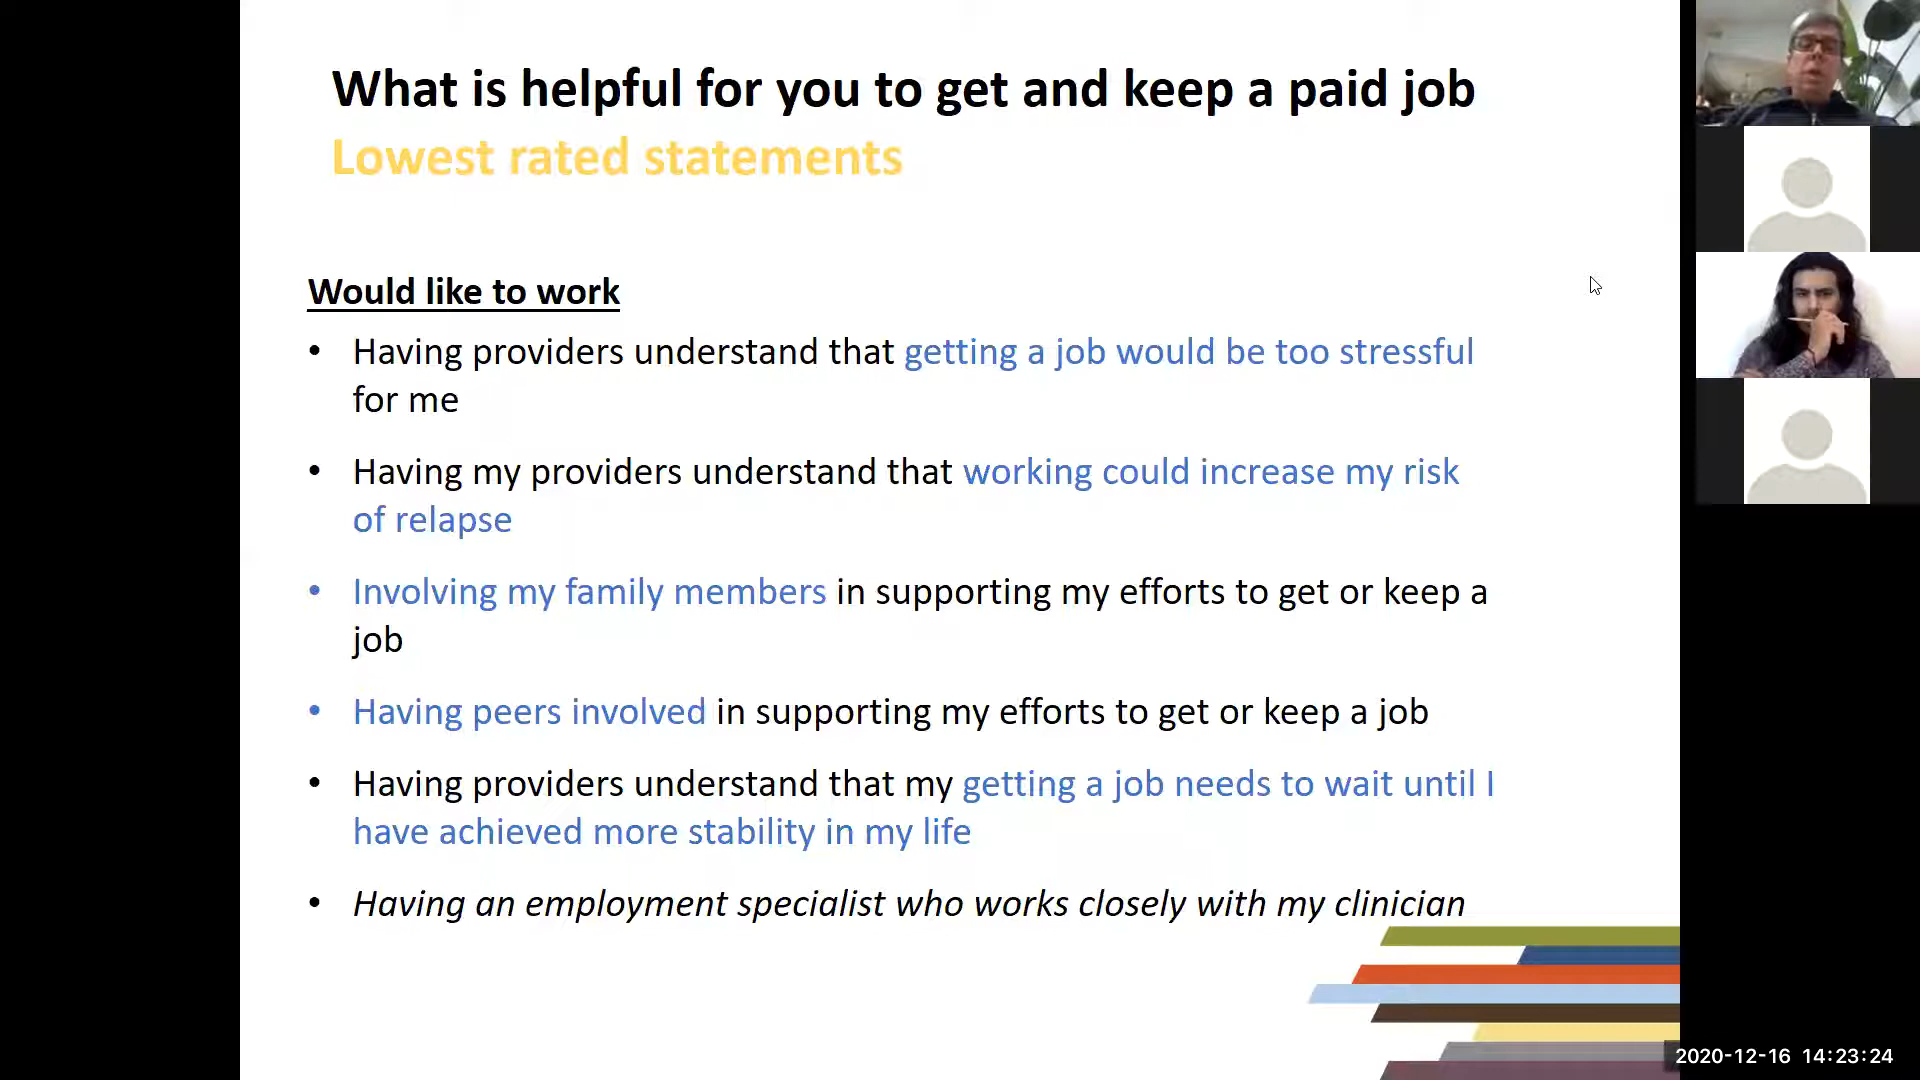 What is helpful for you to get and keep a paid job
Lowest rated statements
Would like to work
• Having providers understand that getting a job would be too stressful
for me
• Having my providers understand that working could increase my risk
of relapse
• Involving my family members in supporting my efforts to get or keep a
job
• Having peers involved in supporting my efforts to get or keep a job
• Having providers understand that my getting a job needs to wait until I
have achieved more stability in my life
• Having an employment specialist who works closely with my clinician
2020-12-16 14:23:24